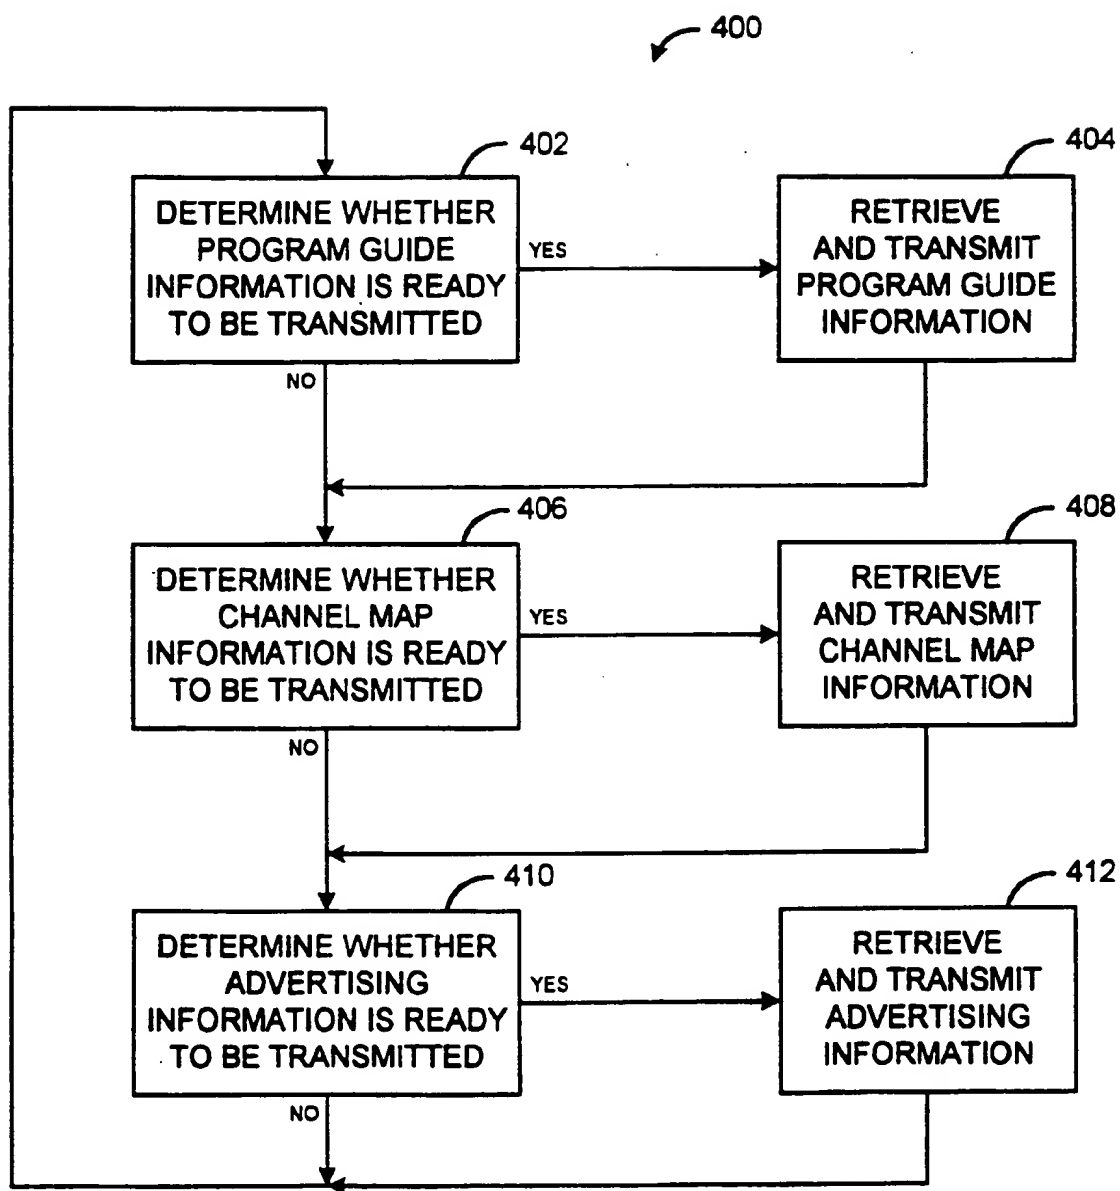 400
402
DETERMINE WHETHER
PROGRAM GUIDE
INFORMATION IS READY
TO BE TRANSMITTED
YES
NO
404
RETRIEVE
AND TRANSMIT
PROGRAM GUIDE
INFORMATION
406
DETERMINE WHETHER
CHANNEL MAP
INFORMATION IS READY
TO BE TRANSMITTED
YES
NO
408
RETRIEVE
AND TRANSMIT
CHANNEL MAP
INFORMATION
410
DETERMINE WHETHER
ADVERTISING
INFORMATION IS READY
TO BE TRANSMITTED
YES
NO
412
RETRIEVE
AND TRANSMIT
ADVERTISING
INFORMATION